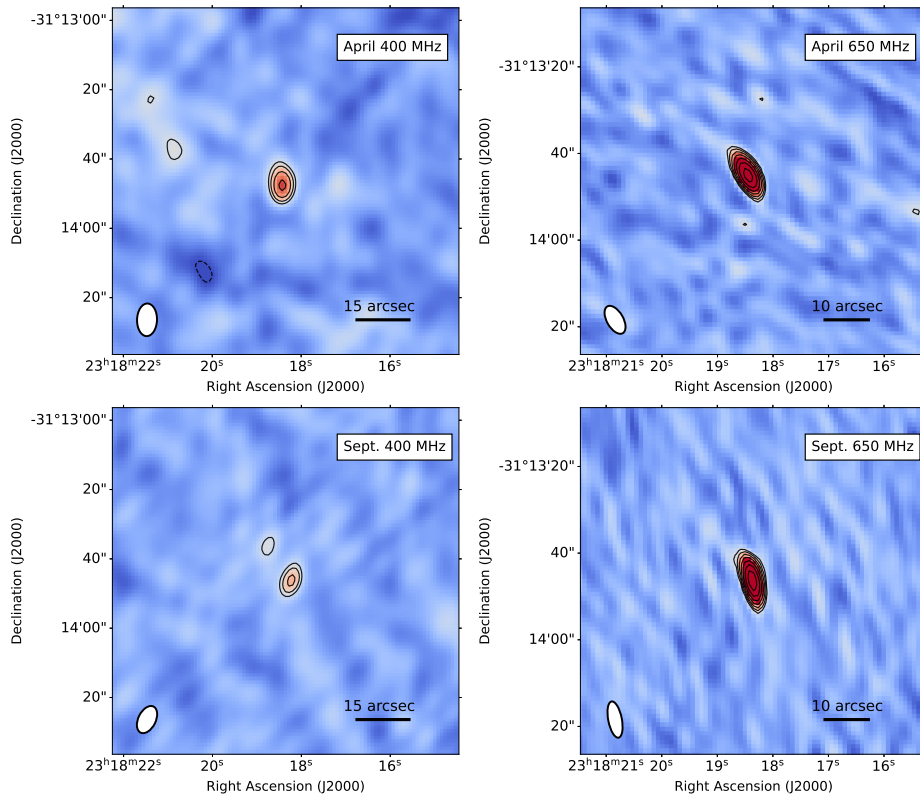 April 400 MHz
-31°13'00"
20"
40"
14'00"
20"
Declination (J2000)
15 arcsec
23ʰ18ᵐ22ˢ
20ˢ
18ˢ
16ˢ
Right Ascension (J2000)
April 650 MHz
-31°13'20"
40"
14'00"
20"
Declination (J2000)
10 arcsec
23ʰ18ᵐ21ˢ
20ˢ
19ˢ
18ˢ
17ˢ
16ˢ
15ˢ
Right Ascension (J2000)
Sept. 400 MHz
-31°13'00"
20"
40"
14'00"
20"
Declination (J2000)
15 arcsec
23ʰ18ᵐ22ˢ
20ˢ
18ˢ
16ˢ
Right Ascension (J2000)
Sept. 650 MHz
-31°13'20"
40"
14'00"
20"
Declination (J2000)
10 arcsec
23ʰ18ᵐ21ˢ
20ˢ
19ˢ
18ˢ
17ˢ
16ˢ
15ˢ
Right Ascension (J2000)